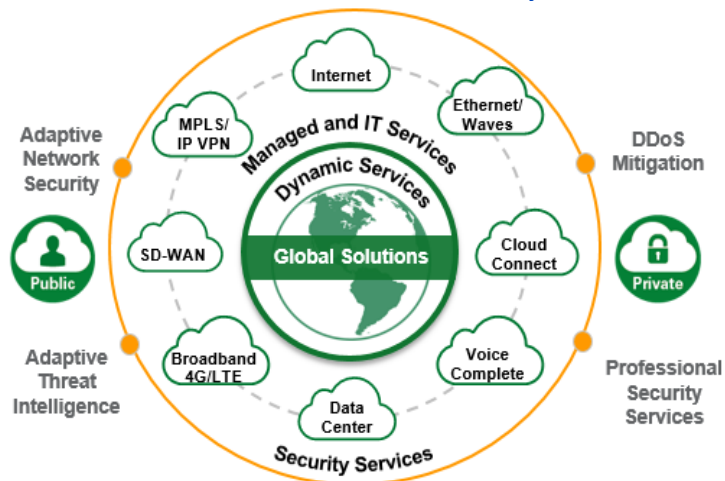 Internet
Ethernet/
Waves
MPLS/
IP VPN
Managed and IT Services
Dynamic Services
Adaptive
Network
Security
DDoS
Mitigation
Public
SD-WAN
Global Solutions
Cloud
Connect
Private
Adaptive
Threat
Intelligence
Broadband
4G/LTE
Voice
Complete
Professional
Security
Services
Data
Center
Security Services